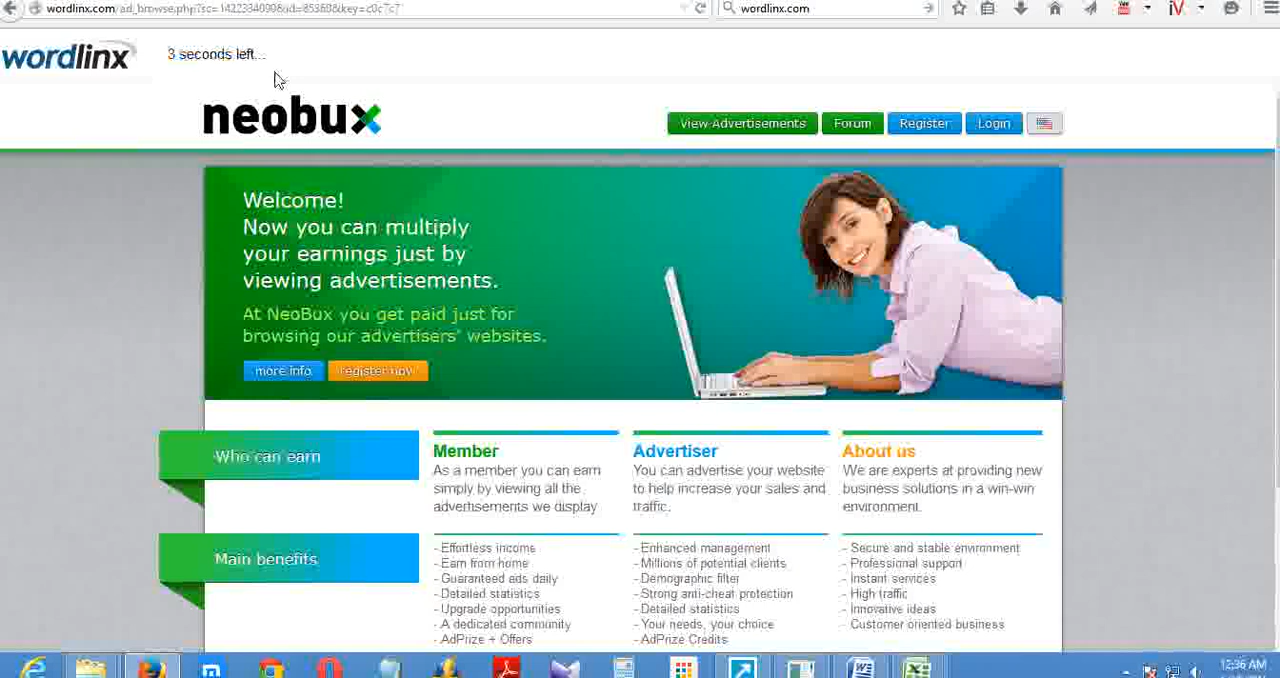 wordlinx.com
wordlinx
3 seconds left...
neobux
View Advertisements
Forum
Register
Login
Welcome!
Now you can multiply
your earnings just by
viewing advertisements.
At NeoBux you get paid just for
browsing our advertisers' websites.
more info
register now
Who can earn
Member
As a member you can earn
simply by viewing all the
advertisements we display
Advertiser
You can advertise your website
to help increase your sales and
traffic.
About us
We are experts at providing new
business solutions in a win-win
environment.
Main benefits
- Effortless income
- Earn from home
- Guaranteed ads daily
- Detailed statistics
- Upgrade opportunities
- A dedicated community
- AdPrize + Offers
- Enhanced management
- Millions of potential clients
- Demographic filter
- Strong anti-cheat protection
- Detailed statistics
- Your needs, your choice
- AdPrize Credits
- Secure and stable environment
- Professional support
- Instant services
- High traffic
- Innovative ideas
- Customer oriented business
12:36 AM